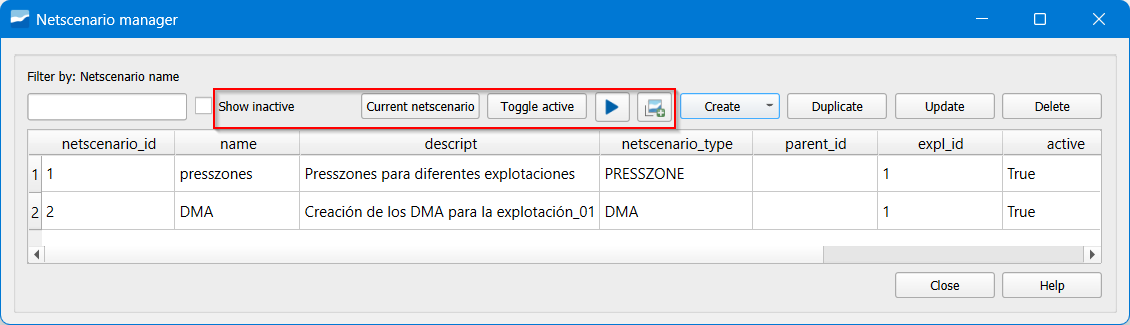 Netscenario manager
Filter by: Netscenario name
Show inactive Current netscenario Toggle active Create Duplicate Update Delete
netscenario_id name descript netscenario_type parent_id expl_id active
1 1 presszones Presszones para diferentes explotaciones PRESSZONE 1 True
2 2 DMA Creación de los DMA para la explotación_01 DMA 1 True
Close Help